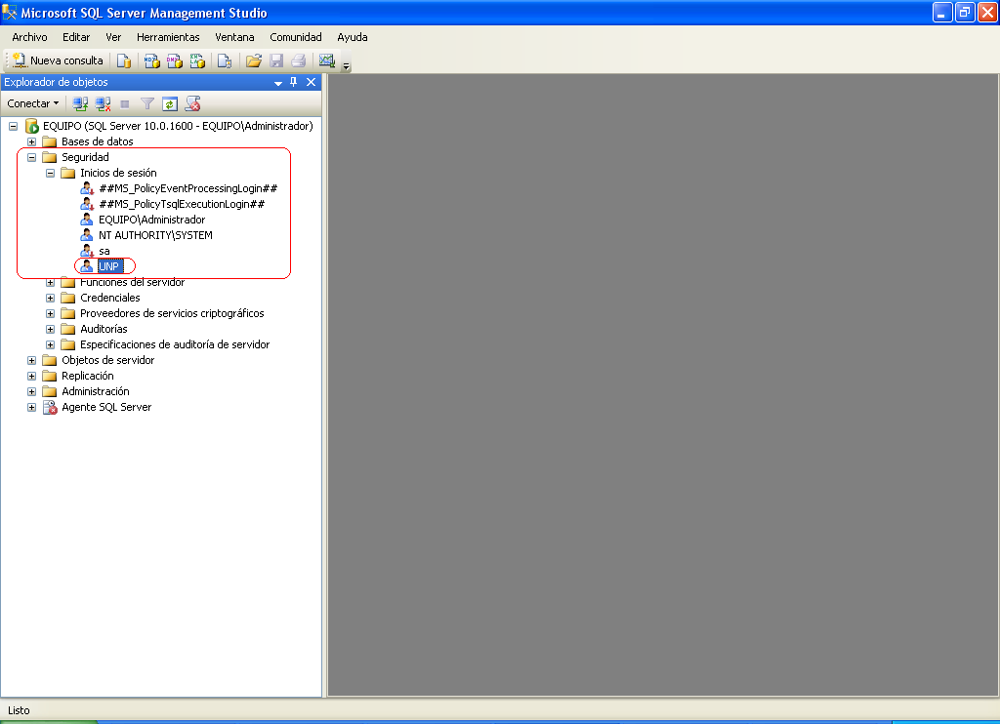 Microsoft SQL Server Management Studio
Archivo Editar Ver Herramientas Ventana Comunidad Ayuda
Nueva consulta
Explorador de objetos
Conectar
EQUIPO (SQL Server 10.0.1600 - EQUIPO\Administrador)
Bases de datos
Seguridad
Inicios de sesión
##MS_PolicyEventProcessingLogin##
##MS_PolicyTsqlExecutionLogin##
EQUIPO\Administrador
NT AUTHORITY\SYSTEM
sa
UNP
Funciones del servidor
Credenciales
Proveedores de servicios criptográficos
Auditorías
Especificaciones de auditoría de servidor
Objetos de servidor
Replicación
Administración
Agente SQL Server
Listo